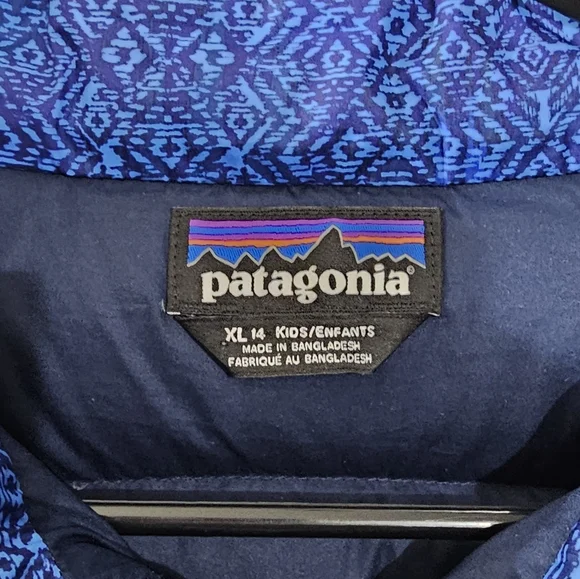 patagonia®
XL 14 KIDS/ENFANTS
MADE IN BANGLADESH
FABRIQUÉ AU BANGLADESH